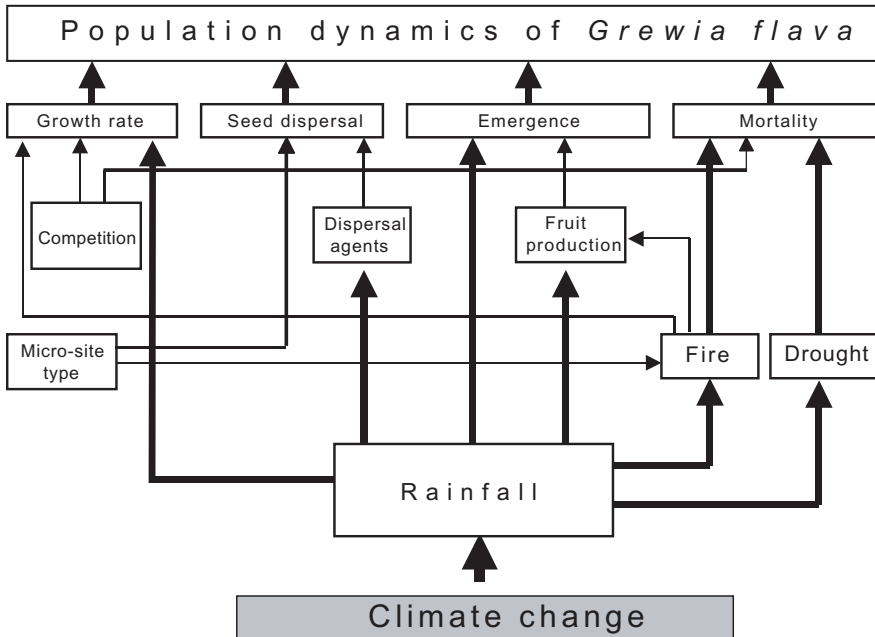 Population dynamics of Grewia flava
Growth rate
Seed dispersal
Emergence
Mortality
Competition
Dispersal
agents
Fruit
production
Micro-site
type
Fire
Drought
Rainfall
Climate change